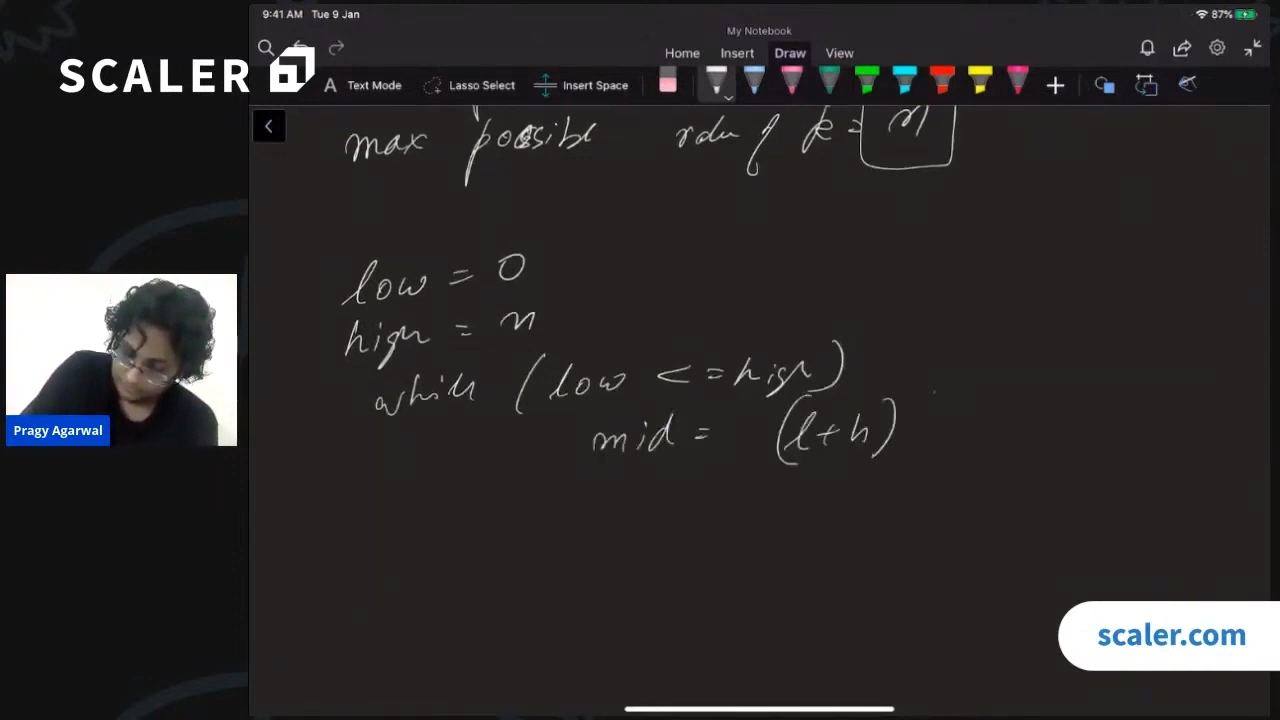 9:41 AM Tue 9 Jan
87%
My Notebook
SCALER
Home Insert Draw View
A Text Mode Lasso Select Insert Space
max possible of k = n
low = 0
high = n
while (low <= high)
mid = (l+h)
Pragy Agarwal
scaler.com